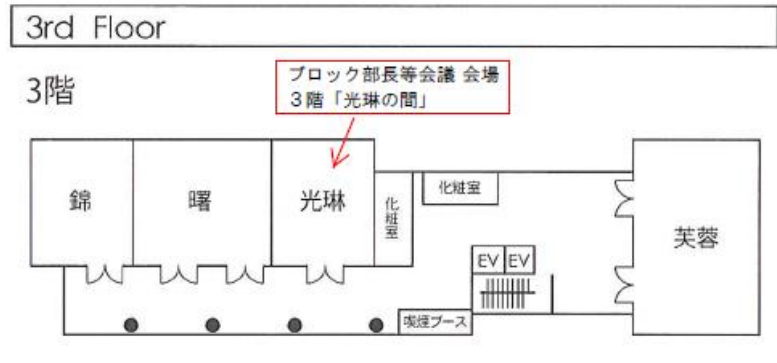 3rd Floor
3階
ブロック部長等会議 会場
３階「光琳の間」
錦
曙
光琳
化粧室
化粧室
芙蓉
EV EV
喫煙ブース